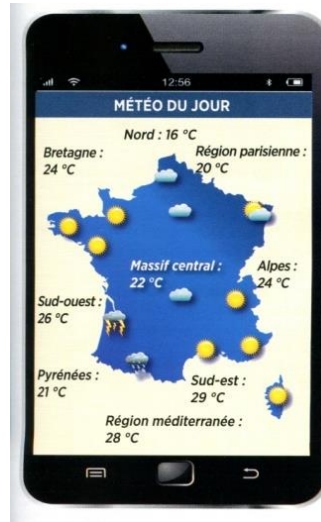 12:56
MÉTÉO DU JOUR
Nord : 16 °C
Bretagne :
24 °C
Région parisienne :
20 °C
Massif central :
22 °C
Alpes :
24 °C
Sud-ouest :
26 °C
Pyrénées :
21 °C
Sud-est :
29 °C
Région méditerranée :
28 °C